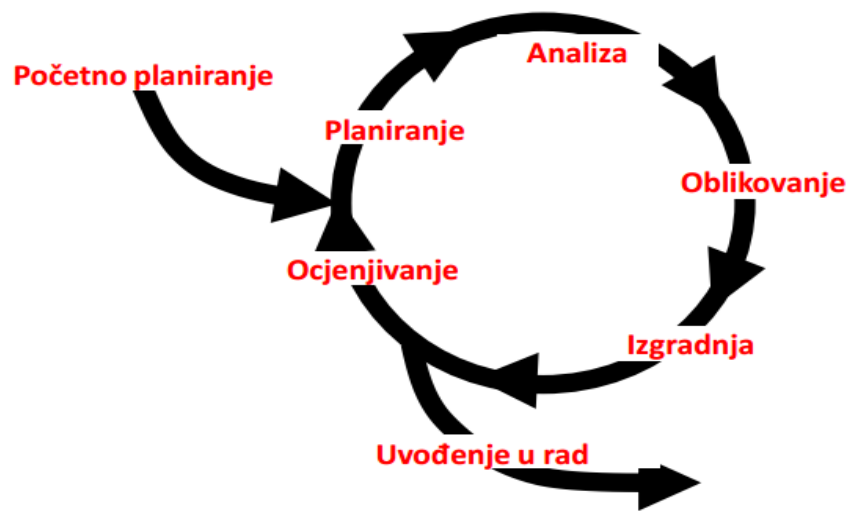 Početno planiranje
Analiza
Planiranje
Oblikovanje
Ocjenjivanje
Izgradnja
Uvođenje u rad